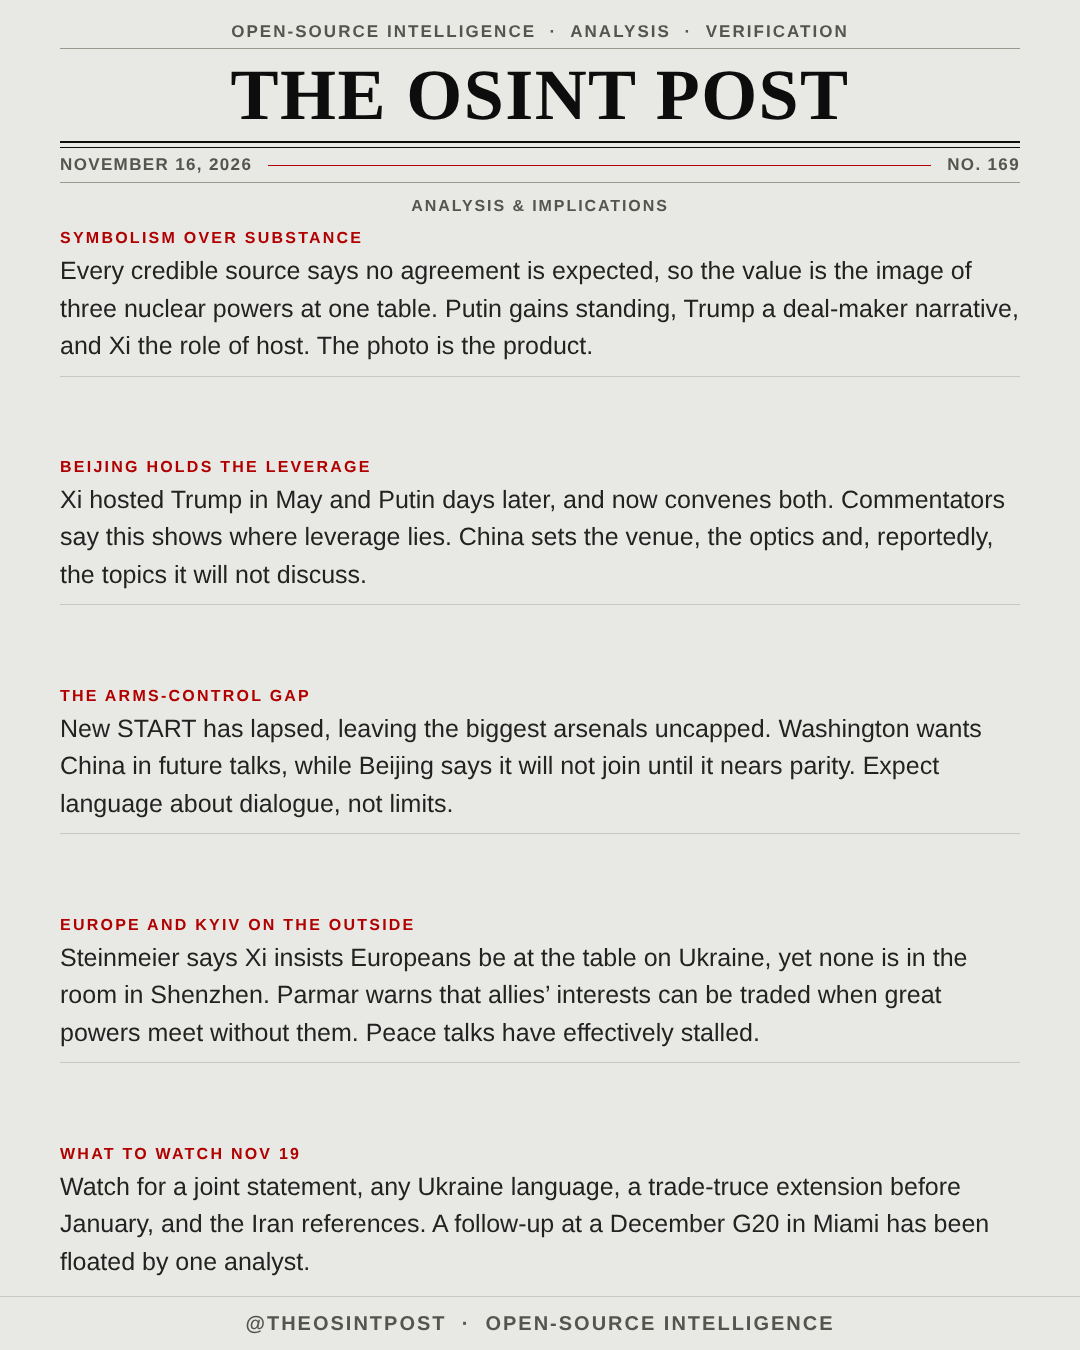 OPEN-SOURCE INTELLIGENCE · ANALYSIS · VERIFICATION
THE OSINT POST
NOVEMBER 16, 2026 NO. 169
ANALYSIS & IMPLICATIONS
SYMBOLISM OVER SUBSTANCE
Every credible source says no agreement is expected, so the value is the image of
three nuclear powers at one table. Putin gains standing, Trump a deal-maker narrative,
and Xi the role of host. The photo is the product.
BEIJING HOLDS THE LEVERAGE
Xi hosted Trump in May and Putin days later, and now convenes both. Commentators
say this shows where leverage lies. China sets the venue, the optics and, reportedly,
the topics it will not discuss.
THE ARMS-CONTROL GAP
New START has lapsed, leaving the biggest arsenals uncapped. Washington wants
China in future talks, while Beijing says it will not join until it nears parity. Expect
language about dialogue, not limits.
EUROPE AND KYIV ON THE OUTSIDE
Steinmeier says Xi insists Europeans be at the table on Ukraine, yet none is in the
room in Shenzhen. Parmar warns that allies’ interests can be traded when great
powers meet without them. Peace talks have effectively stalled.
WHAT TO WATCH NOV 19
Watch for a joint statement, any Ukraine language, a trade-truce extension before
January, and the Iran references. A follow-up at a December G20 in Miami has been
floated by one analyst.
@THEOSINTPOST · OPEN-SOURCE INTELLIGENCE